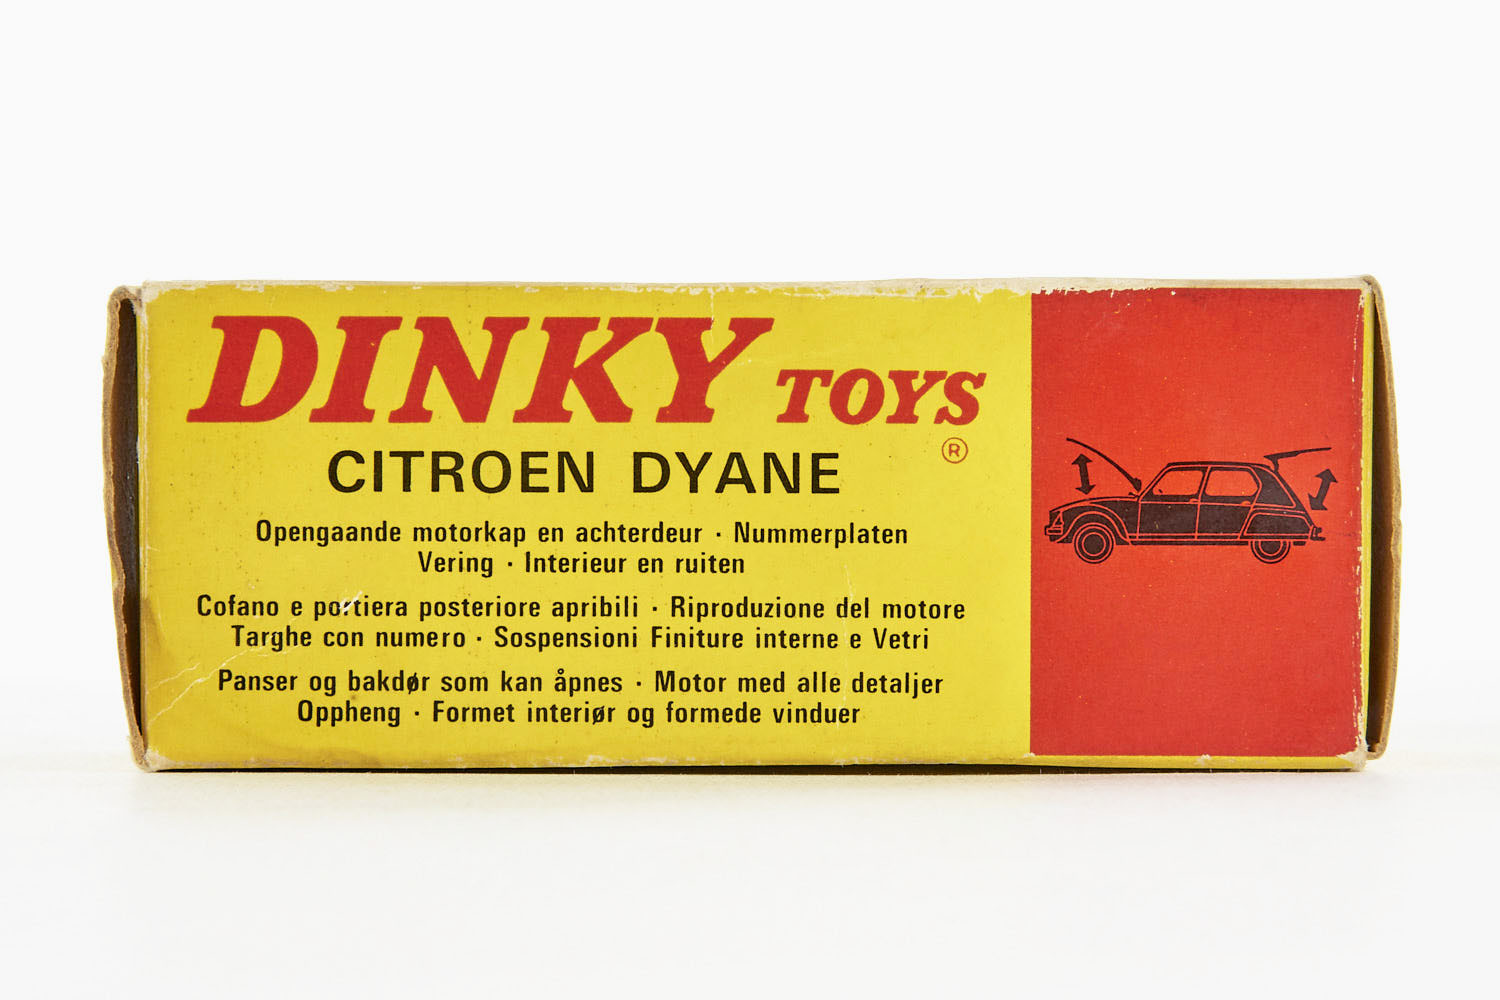 DINKY TOYS
®
CITROEN DYANE
Opengaande motorkap en achterdeur · Nummerplaten
Vering · Interieur en ruiten
Cofano e portiera posteriore apribili · Riproduzione del motore
Targhe con numero · Sospensioni Finiture interne e Vetri
Panser og bakdør som kan åpnes · Motor med alle detaljer
Oppheng · Formet interiør og formede vinduer